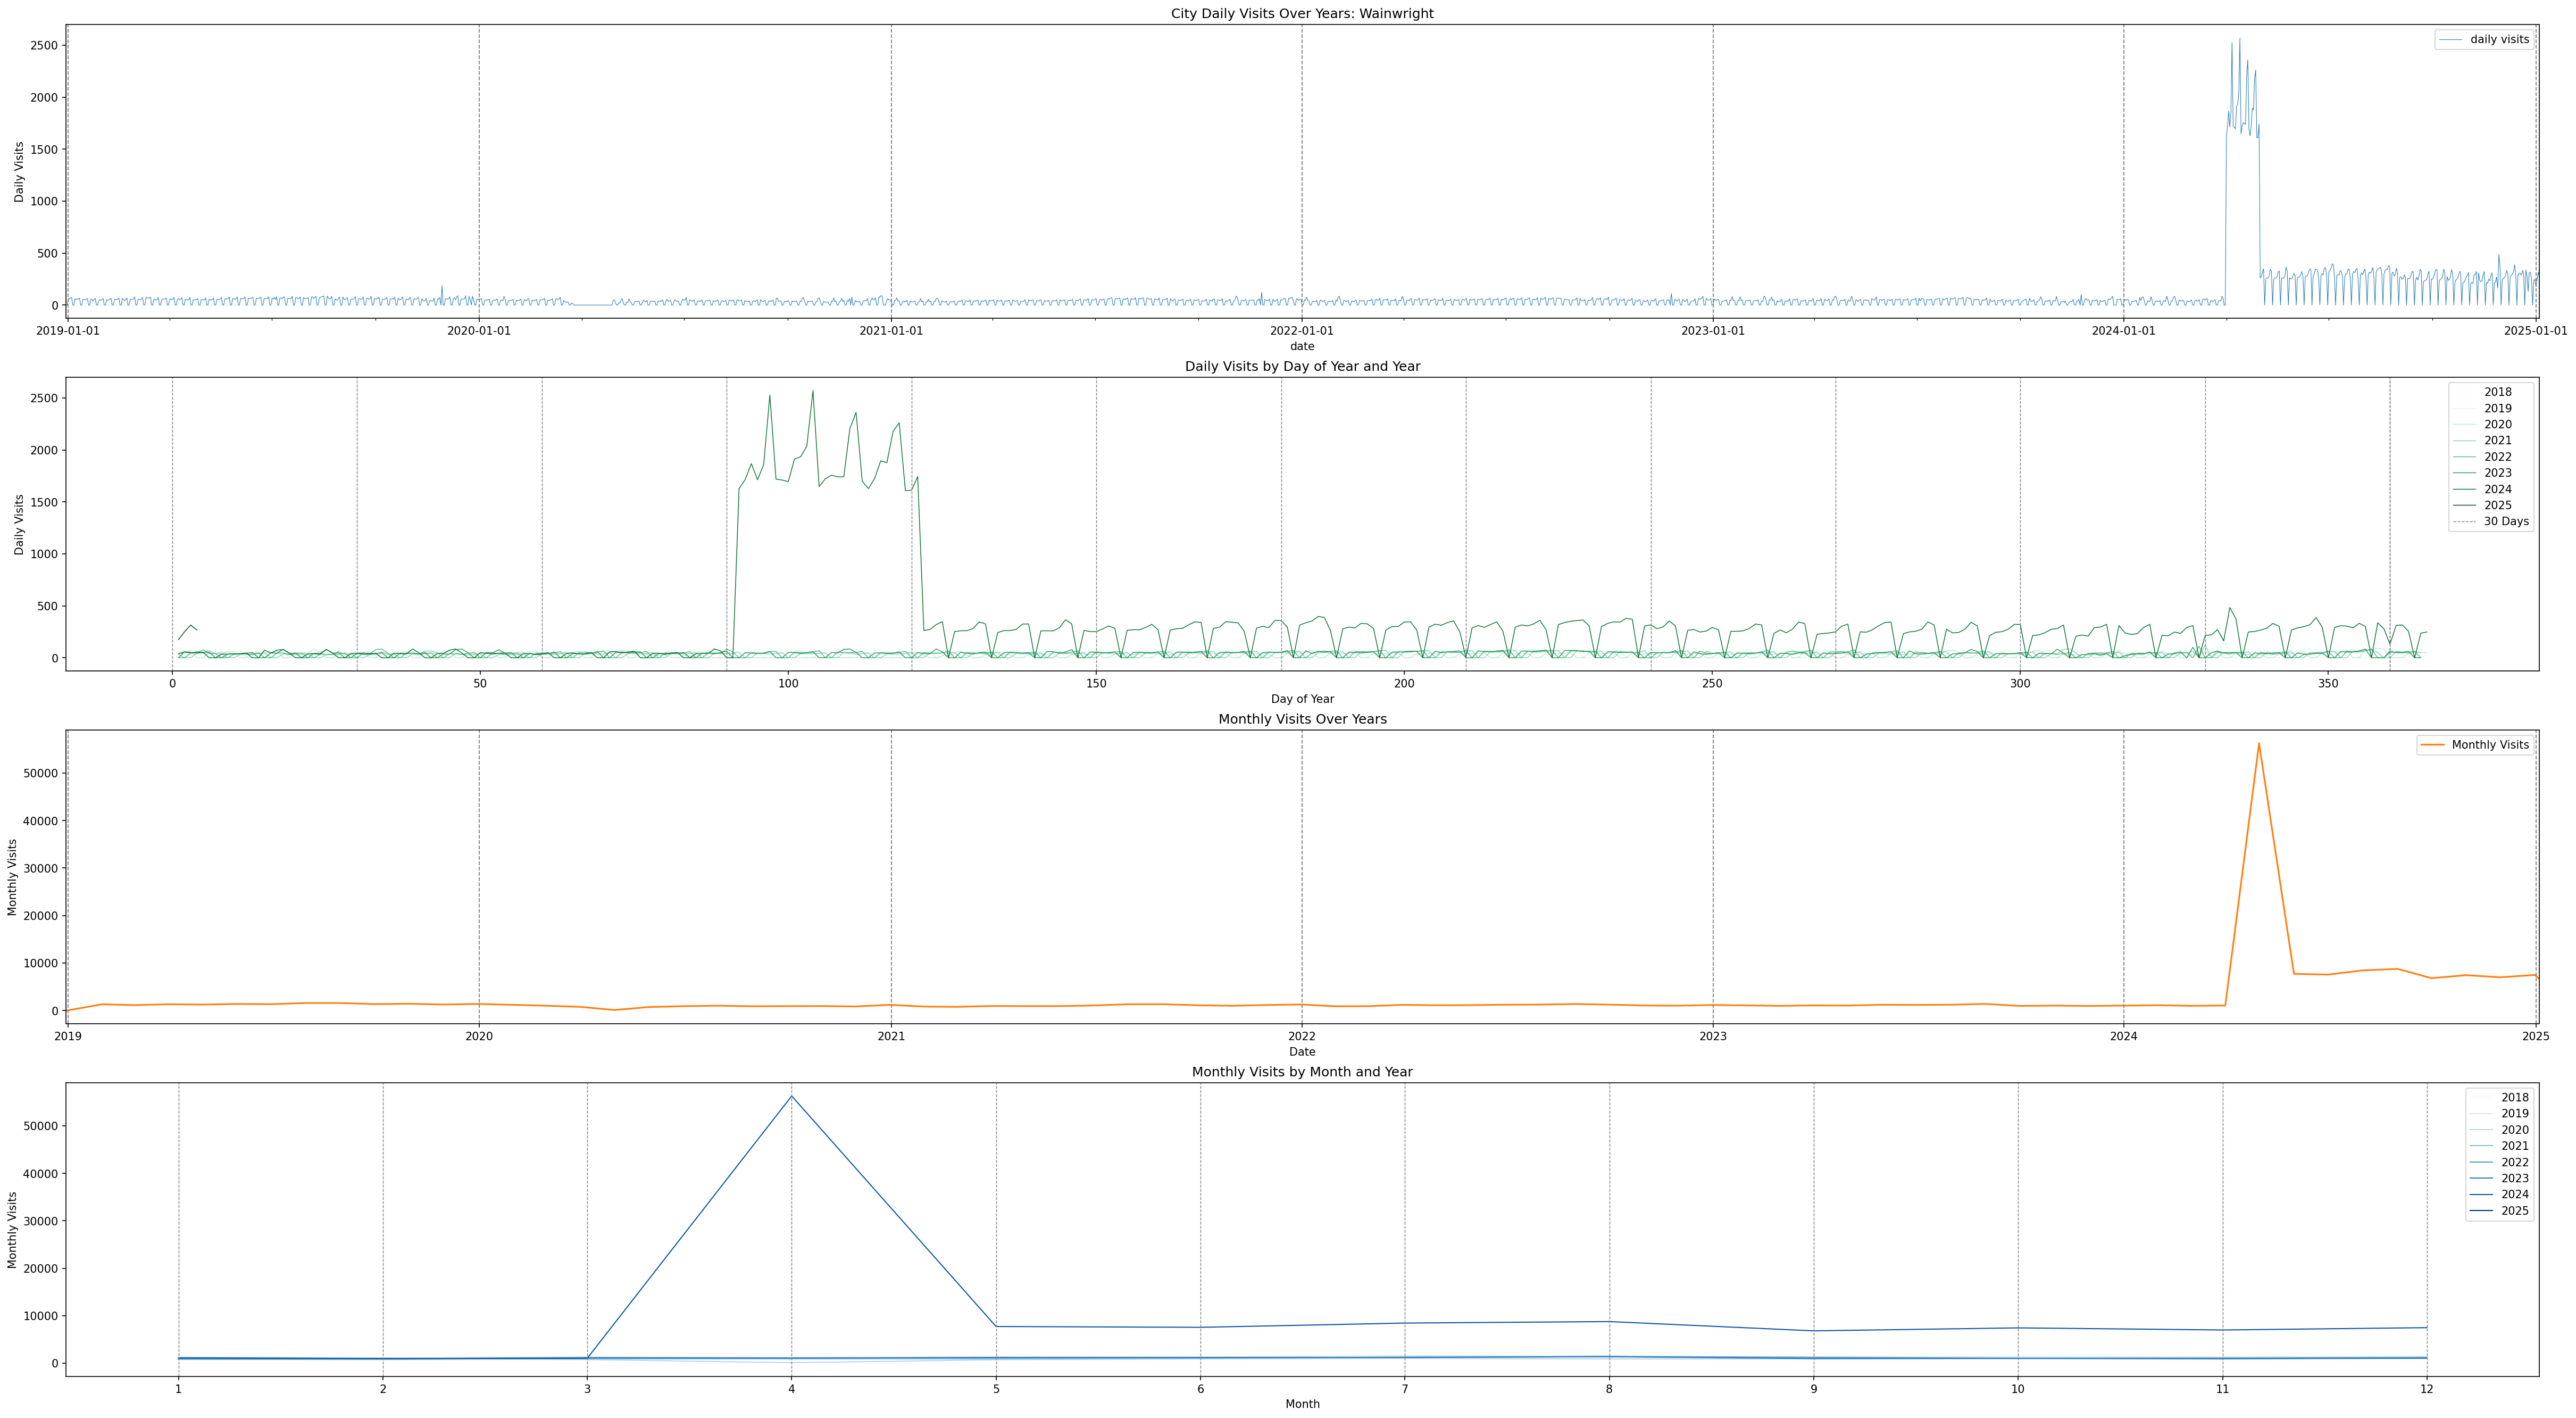 City Daily Visits Over Years: Wainwright
daily visits
2500
2000
1500
1000
500
0
Daily Visits
2019-01-01 2020-01-01 2021-01-01 2022-01-01 2023-01-01 2024-01-01 2025-01-01
date
Daily Visits by Day of Year and Year
2018
2019
2020
2021
2022
2023
2024
2025
30 Days
2500
2000
1500
1000
500
0
Daily Visits
0 50 100 150 200 250 300 350
Day of Year
Monthly Visits Over Years
Monthly Visits
50000
40000
30000
20000
10000
0
Monthly Visits
2019 2020 2021 2022 2023 2024 2025
Date
Monthly Visits by Month and Year
2018
2019
2020
2021
2022
2023
2024
2025
50000
40000
30000
20000
10000
0
Monthly Visits
1 2 3 4 5 6 7 8 9 10 11 12
Month